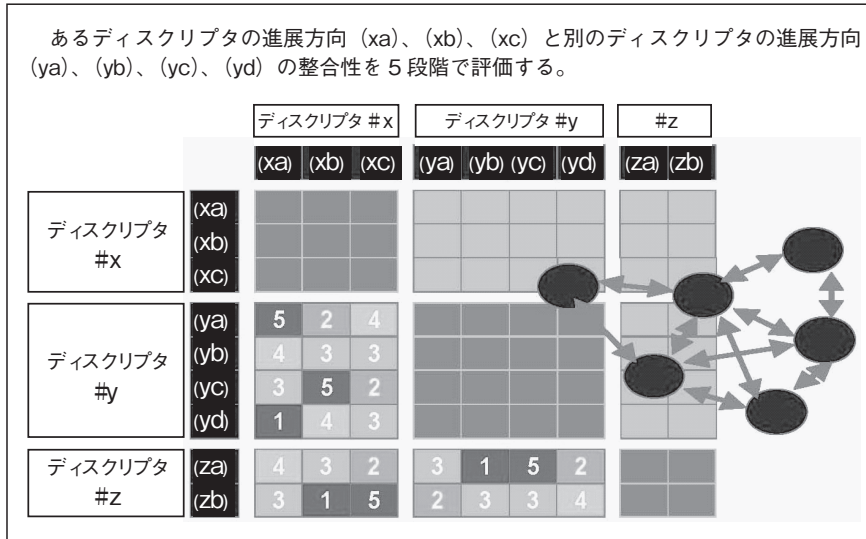 あるディスクリプタの進展方向（xa）、（xb）、（xc）と別のディスクリプタの進展方向
（ya）、（yb）、（yc）、（yd）の整合性を５段階で評価する。
ディスクリプタ #x ディスクリプタ #y #z
(xa) (xb) (xc) (ya) (yb) (yc) (yd) (za) (zb)
ディスクリプタ
#x
(xa)
(xb)
(xc)
ディスクリプタ
#y
(ya) 5 2 4
(yb) 4 3 3
(yc) 3 5 2
(yd) 1 4 3
ディスクリプタ
#z
(za) 4 3 2 3 1 5 2
(zb) 3 1 5 2 3 3 4